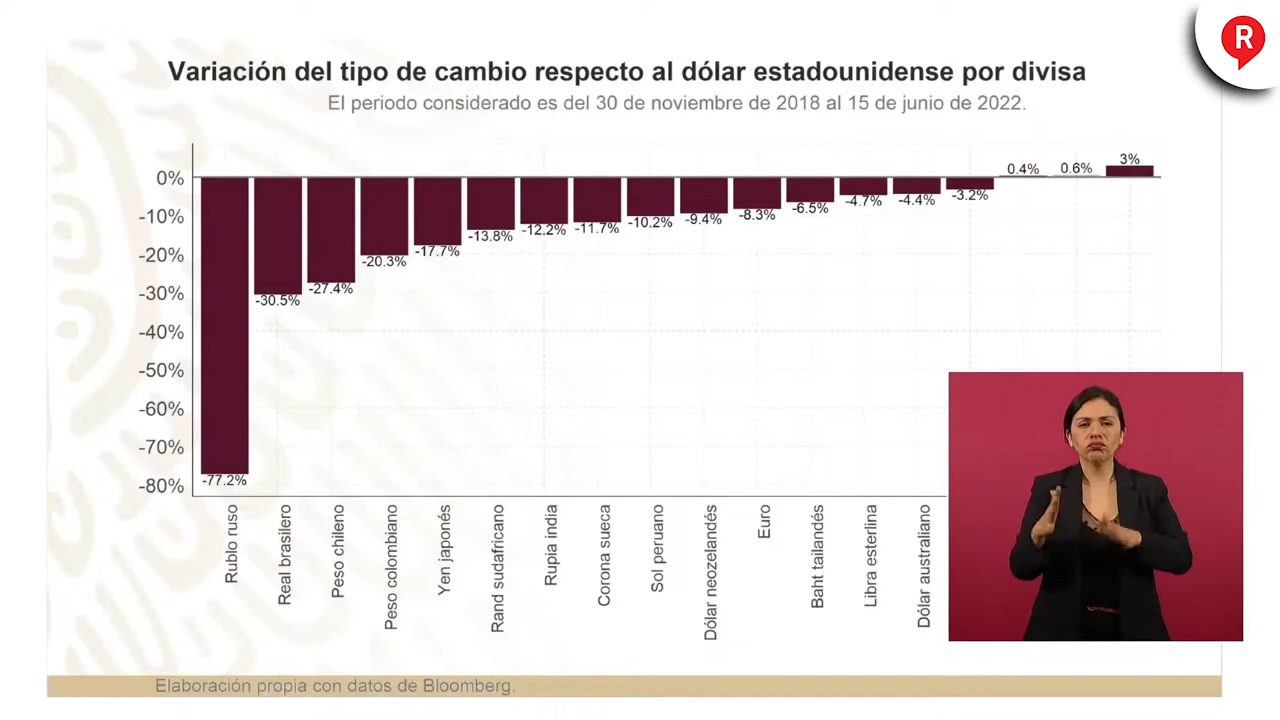 R
Variación del tipo de cambio respecto al dólar estadounidense por divisa
El periodo considerado es del 30 de noviembre de 2018 al 15 de junio de 2022.
0%
-10%
-20%
-30%
-40%
-50%
-60%
-70%
-80%
-77.2%
-30.5%
-27.4%
-20.3%
-17.7%
-13.8%
-12.2%
-11.7%
-10.2%
-9.4%
-8.3%
-6.5%
-4.7%
-4.4%
-3.2%
0.4%
0.6%
3%
Rublo ruso
Real brasilero
Peso chileno
Peso colombiano
Yen japonés
Rand sudafricano
Rupia india
Corona sueca
Sol peruano
Dólar neozelandés
Euro
Baht tailandés
Libra esterlina
Dólar australiano
Elaboración propia con datos de Bloomberg.